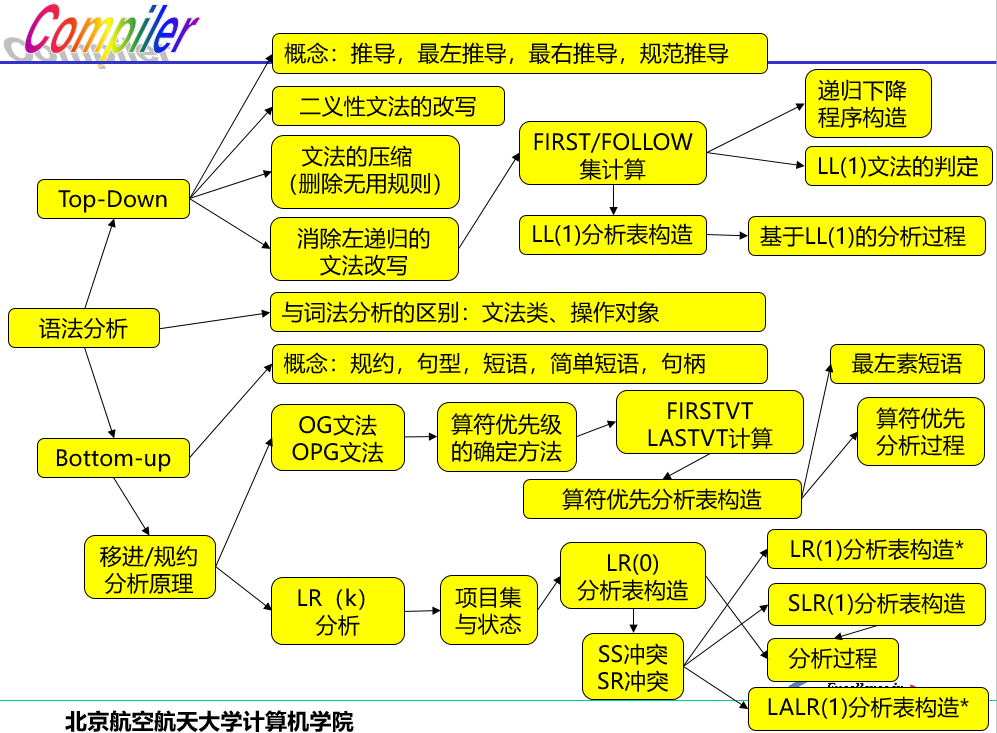 Compiler
概念：推导，最左推导，最右推导，规范推导
二义性文法的改写
文法的压缩
（删除无用规则）
消除左递归的
文法改写
Top-Down
FIRST/FOLLOW
集计算
递归下降
程序构造
LL(1)文法的判定
LL(1)分析表构造
基于LL(1)的分析过程
语法分析
与词法分析的区别：文法类、操作对象
概念：规约，句型，短语，简单短语，句柄
Bottom-up
OG文法
OPG文法
算符优先级
的确定方法
FIRSTVT
LASTVT计算
最左素短语
算符优先
分析过程
算符优先分析表构造
移进/规约
分析原理
LR（k）
分析
项目集
与状态
LR(0)
分析表构造
SS冲突
SR冲突
LR(1)分析表构造*
SLR(1)分析表构造
分析过程
LALR(1)分析表构造*
北京航空航天大学计算机学院